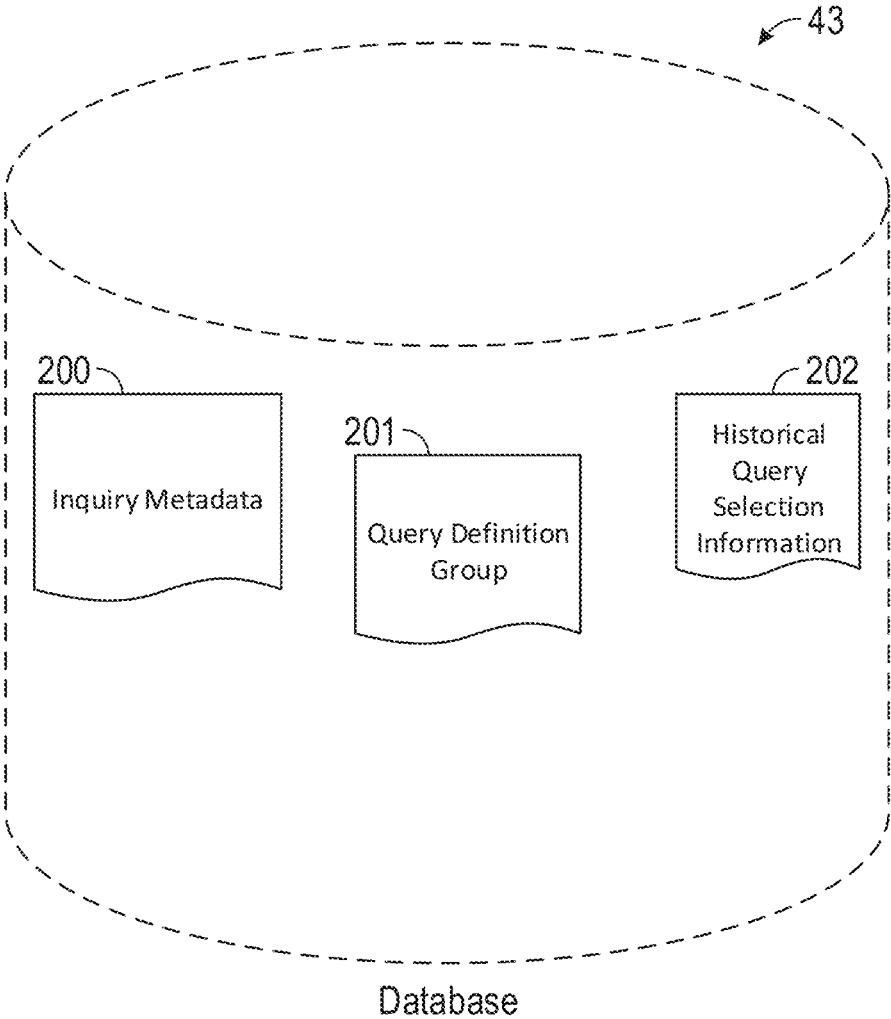 43
200
Inquiry Metadata
201
Query Definition
Group
202
Historical
Query
Selection
Information
Database